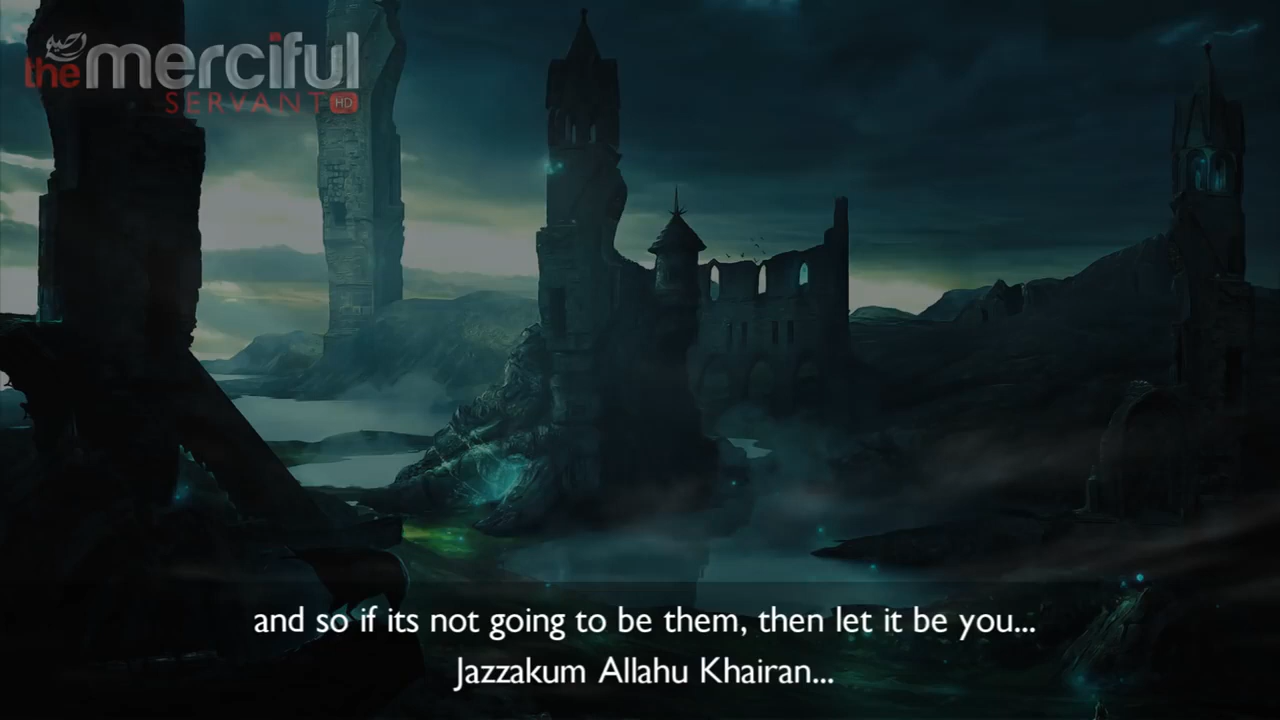 رحيم
the merciful
SERVANT HD
and so if its not going to be them, then let it be you...
Jazzakum Allahu Khairan...